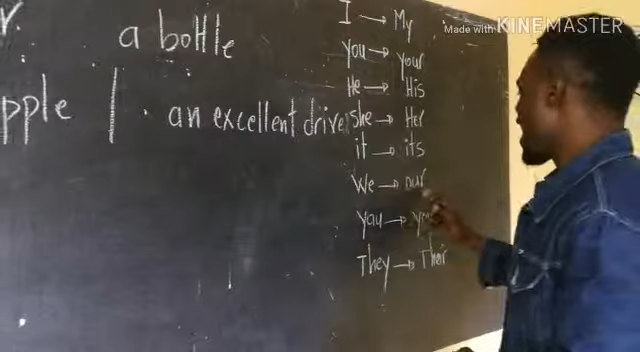 Made with KINEMASTER
a bottle
pple | . an excellent driver
I → My
you → your
He → His
she → Her
it → its
We → our
you →
They → Their